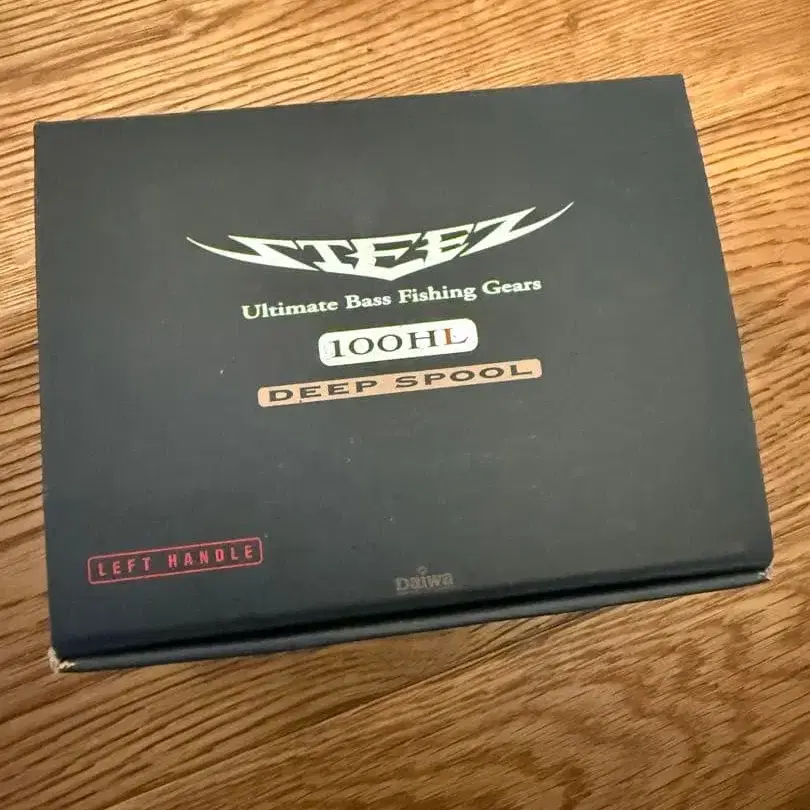 STEEZ
Ultimate Bass Fishing Gears
100HL
DEEP SPOOL
LEFT HANDLE
Daiwa